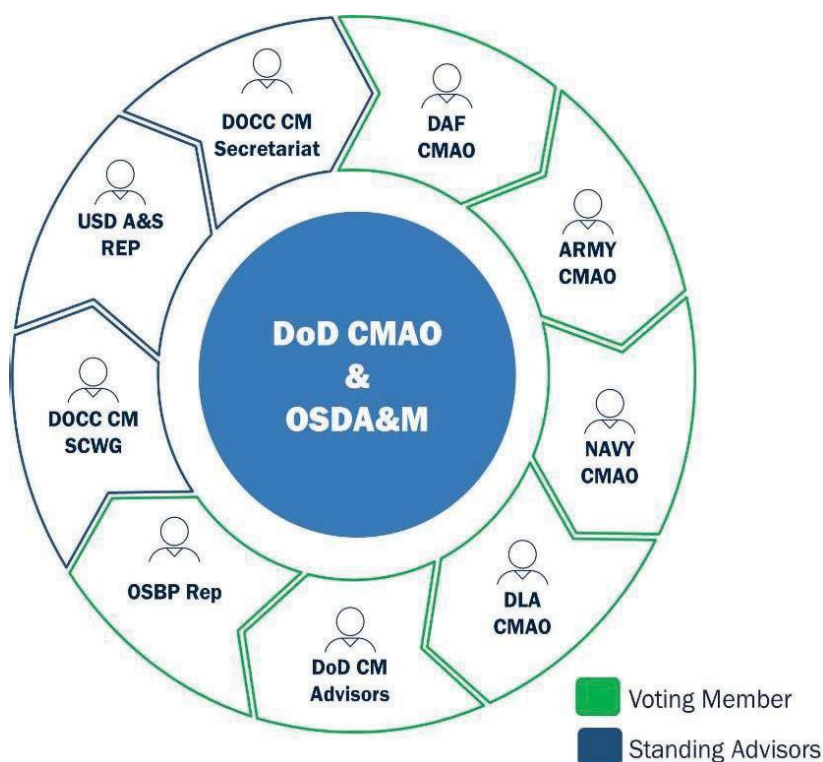 DOCC CM
Secretariat
DAF
CMAO
ARMY
CMAO
NAVY
CMAO
DLA
CMAO
DoD CM
Advisors
OSBP Rep
DOCC CM
SCWG
USD A&S
REP
DoD CMAO
&
OSDA&M
Voting Member
Standing Advisors